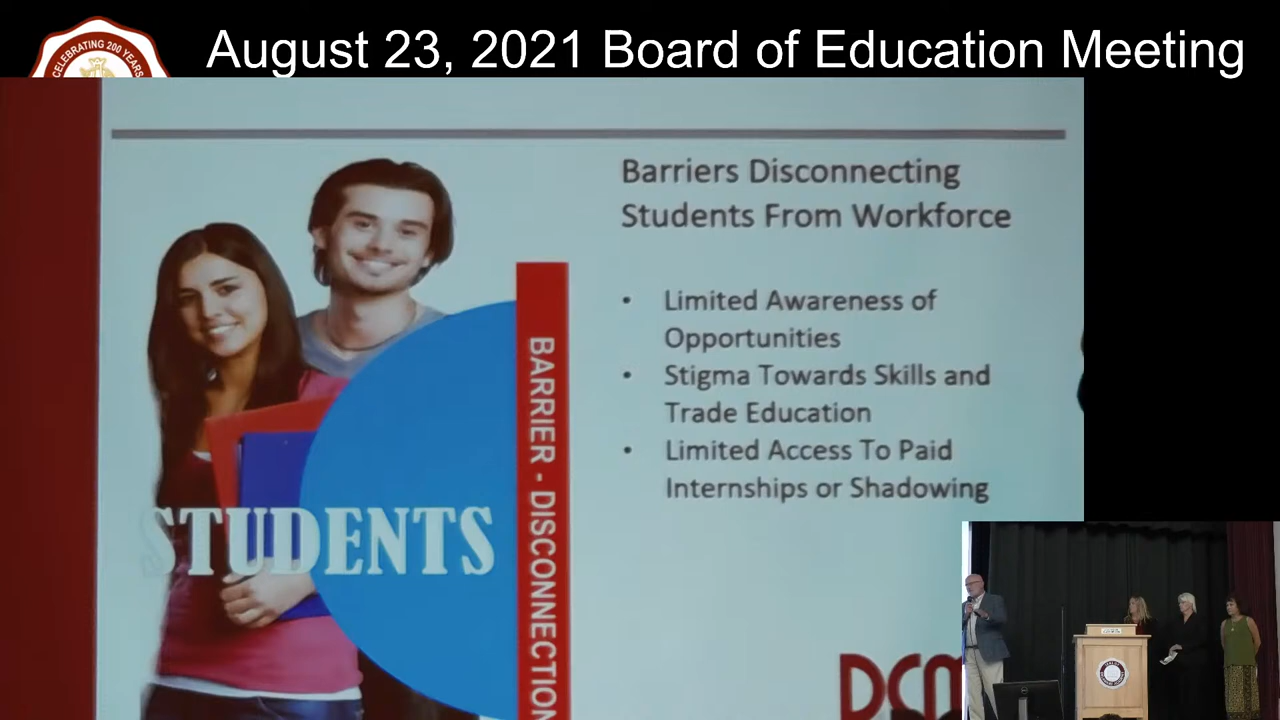 CELEBRATING 200 YEARS
August 23, 2021 Board of Education Meeting
Barriers Disconnecting
Students From Workforce
• Limited Awareness of
Opportunities
• Stigma Towards Skills and
Trade Education
• Limited Access To Paid
Internships or Shadowing
STUDENTS
BARRIER - DISCONNECTION
DCM